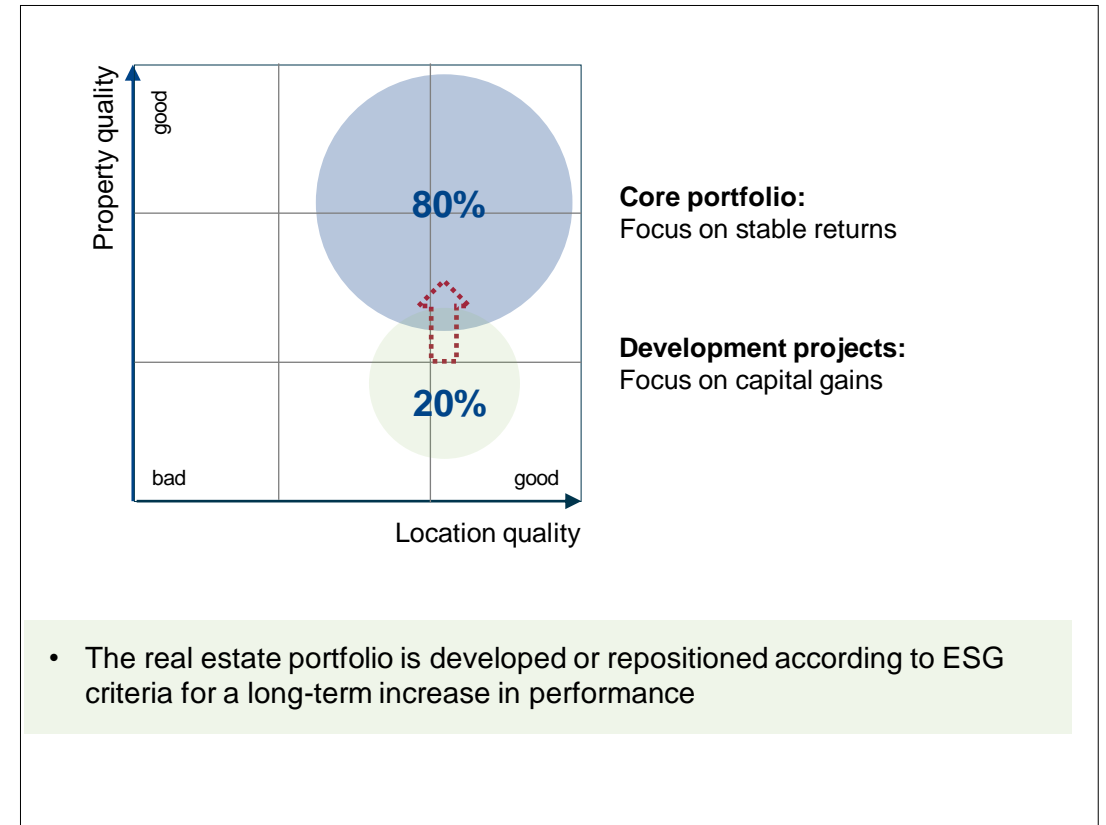 Property quality
good
80%
Core portfolio:
Focus on stable returns
Development projects:
Focus on capital gains
20%
bad
good
Location quality
• The real estate portfolio is developed or repositioned according to ESG
criteria for a long-term increase in performance